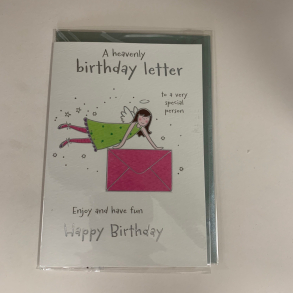 A heavenly
birthday letter
to a very
special
person
Enjoy and have fun
Happy Birthday